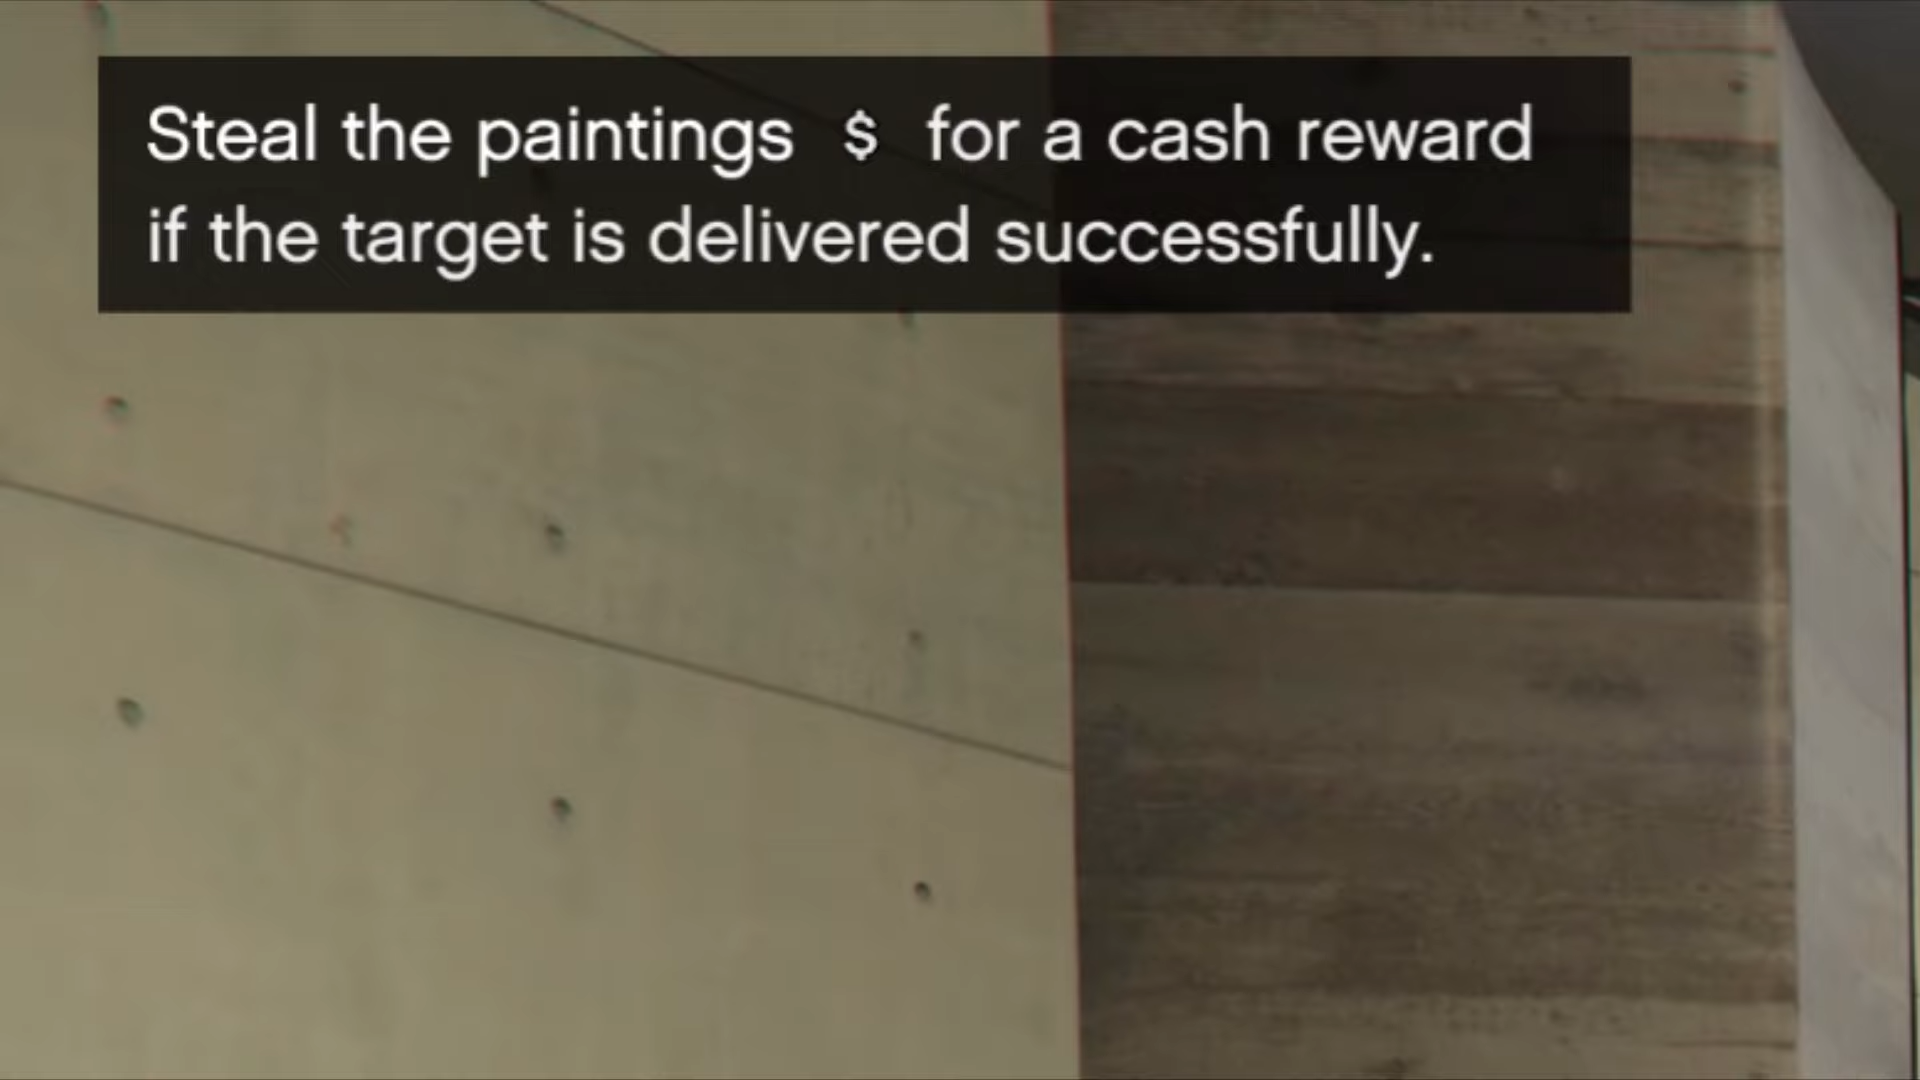 Steal the paintings $ for a cash reward
if the target is delivered successfully.